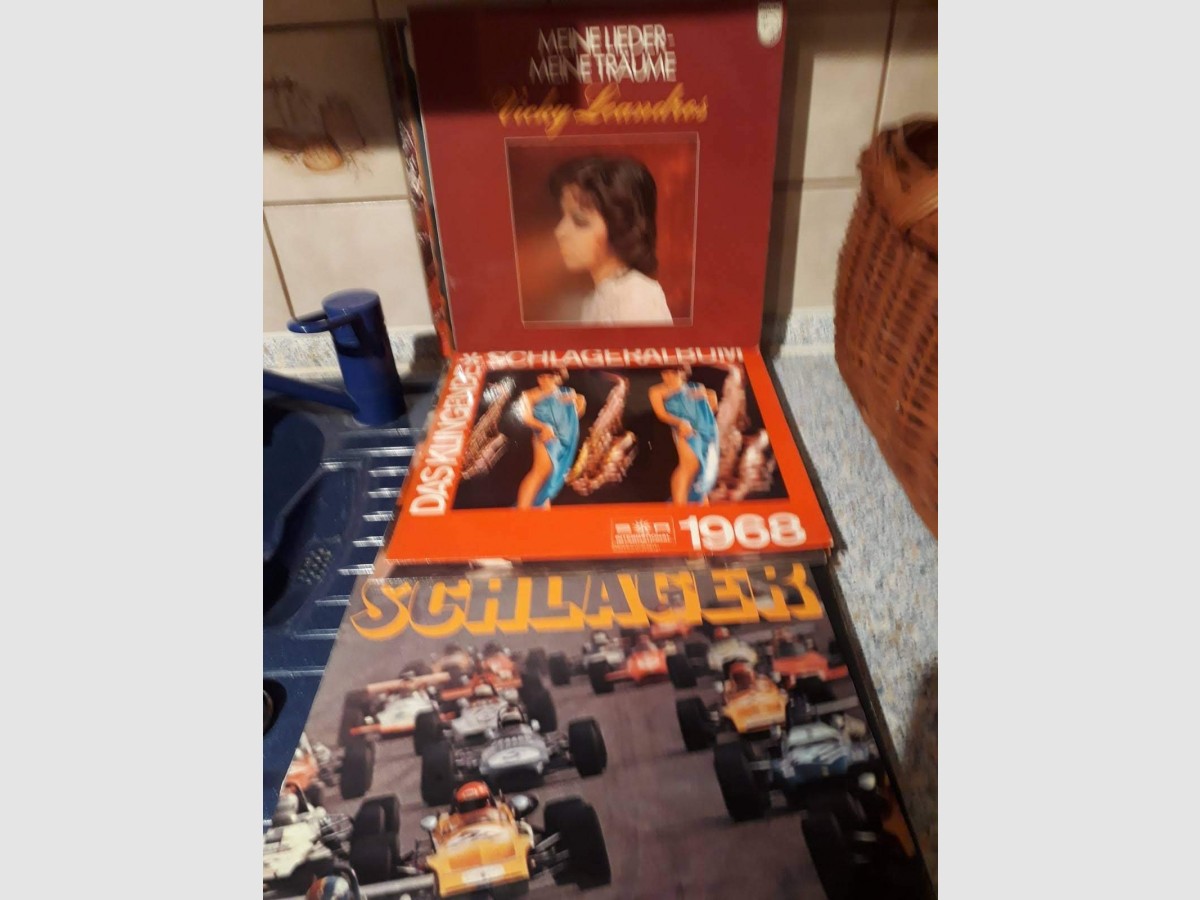 MEINE LIEDER-
MEINE TRÄUME
Vicky Leandros
DAS KLINGENDE
SCHLAGERALBUM
1968
SCHLAGER